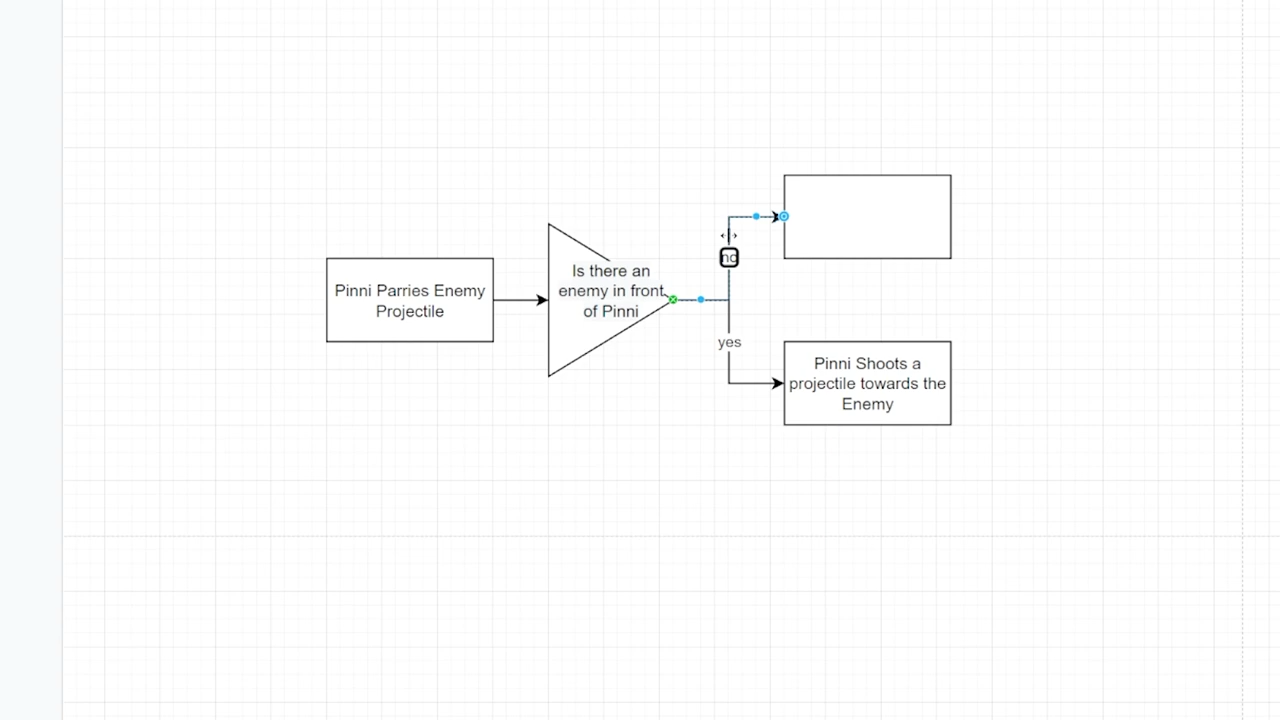 Pinni Parries Enemy
Projectile
Is there an
enemy in front
of Pinni
no
yes
Pinni Shoots a
projectile towards the
Enemy